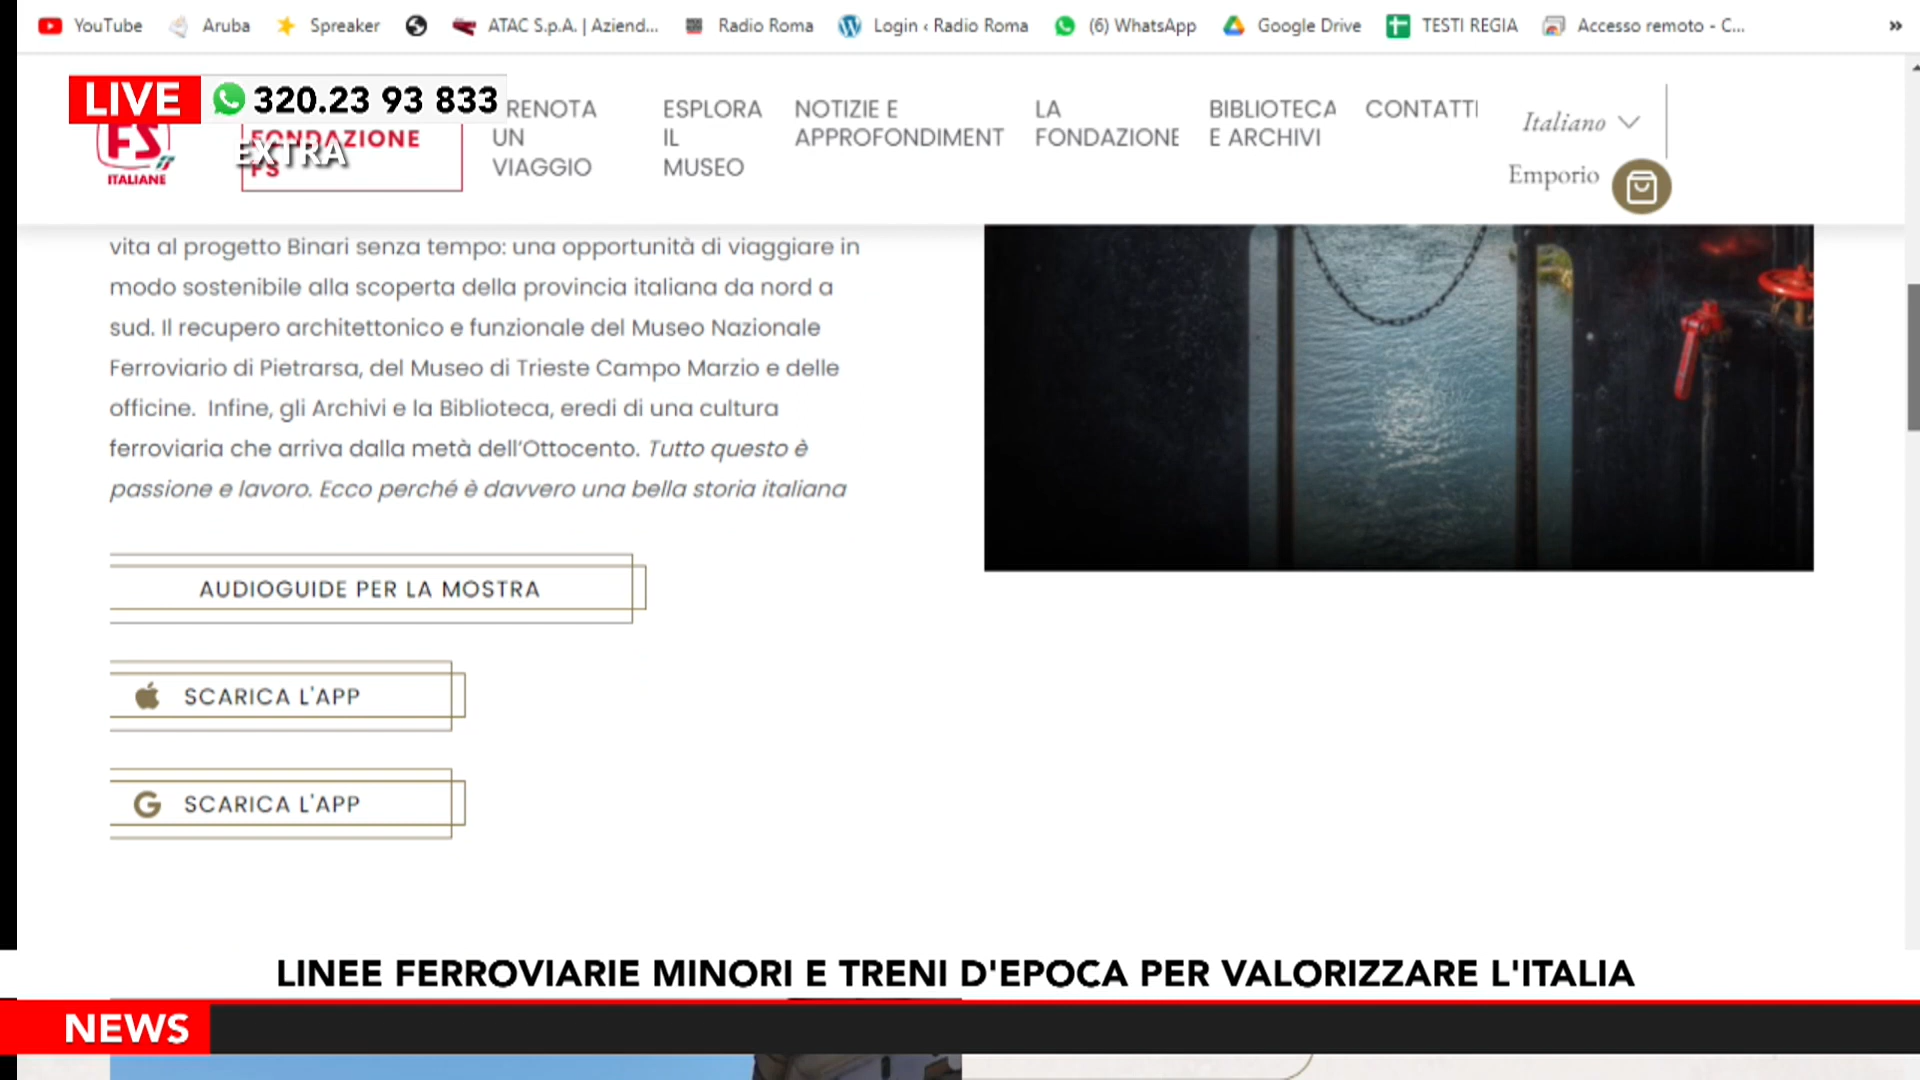 YouTube Aruba Spreaker ATAC S.p.A. | Aziend... Radio Roma Login ‹ Radio Roma (6) WhatsApp Google Drive TESTI REGIA Accesso remoto - C... »
LIVE 320.23 93 833
EXTRA
FS
ITALIANE
FONDAZIONE
FS
RENOTA
UN
VIAGGIO
ESPLORA
IL
MUSEO
NOTIZIE E
APPROFONDIMENT
LA
FONDAZIONE
BIBLIOTECA
E ARCHIVI
CONTATTI
Italiano
Emporio
vita al progetto Binari senza tempo: una opportunità di viaggiare in
modo sostenibile alla scoperta della provincia italiana da nord a
sud. Il recupero architettonico e funzionale del Museo Nazionale
Ferroviario di Pietrarsa, del Museo di Trieste Campo Marzio e delle
officine. Infine, gli Archivi e la Biblioteca, eredi di una cultura
ferroviaria che arriva dalla metà dell'Ottocento. Tutto questo è
passione e lavoro. Ecco perché è davvero una bella storia italiana
AUDIOGUIDE PER LA MOSTRA
SCARICA L'APP
G SCARICA L'APP
LINEE FERROVIARIE MINORI E TRENI D'EPOCA PER VALORIZZARE L'ITALIA
NEWS